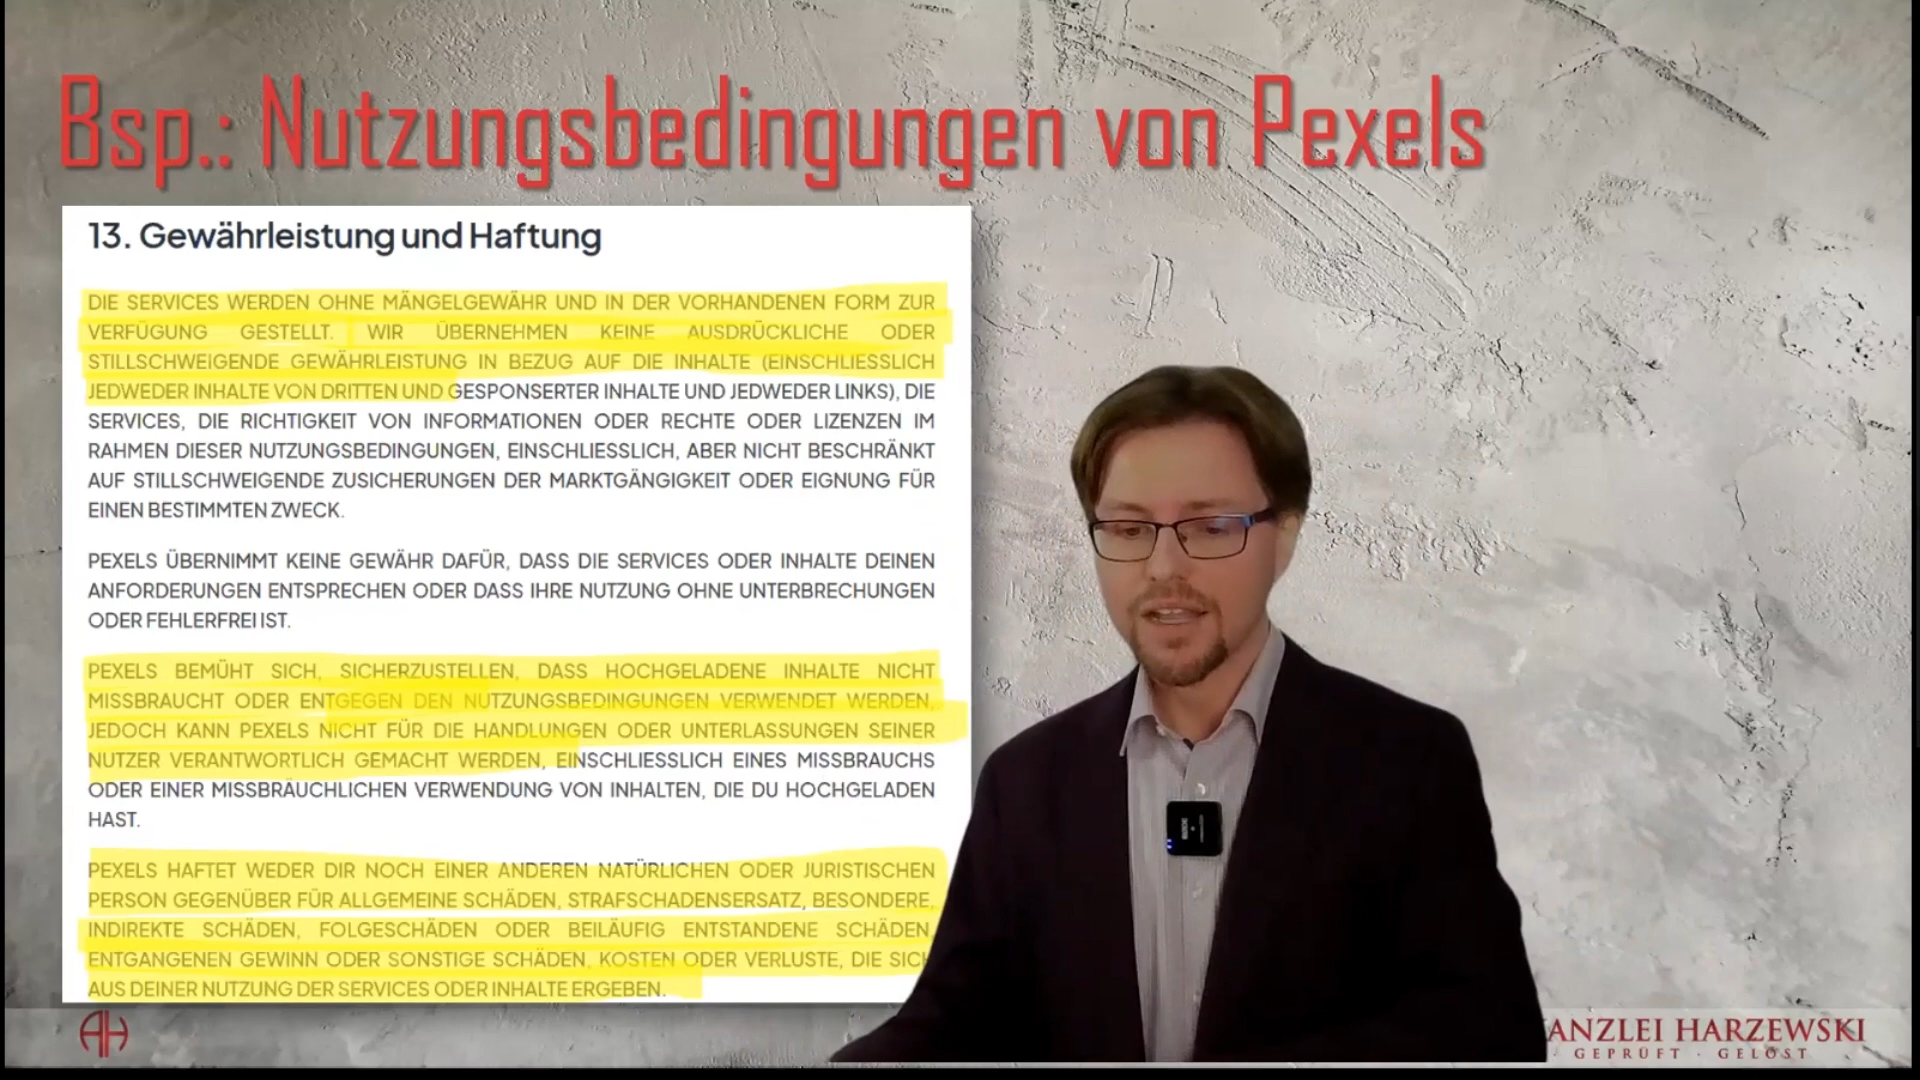 Bsp.: Nutzungsbedingungen von Pexels
13. Gewährleistung und Haftung
DIE SERVICES WERDEN OHNE MÄNGELGEWÄHR UND IN DER VORHANDENEN FORM ZUR
VERFÜGUNG GESTELLT. WIR ÜBERNEHMEN KEINE AUSDRÜCKLICHE ODER
STILLSCHWEIGENDE GEWÄHRLEISTUNG IN BEZUG AUF DIE INHALTE (EINSCHLIESSLICH
JEDWEDER INHALTE VON DRITTEN UND GESPONSERTER INHALTE UND JEDWEDER LINKS), DIE
SERVICES, DIE RICHTIGKEIT VON INFORMATIONEN ODER RECHTE ODER LIZENZEN IM
RAHMEN DIESER NUTZUNGSBEDINGUNGEN, EINSCHLIESSLICH, ABER NICHT BESCHRÄNKT
AUF STILLSCHWEIGENDE ZUSICHERUNGEN DER MARKTGÄNGIGKEIT ODER EIGNUNG FÜR
EINEN BESTIMMTEN ZWECK.
PEXELS ÜBERNIMMT KEINE GEWÄHR DAFÜR, DASS DIE SERVICES ODER INHALTE DEINEN
ANFORDERUNGEN ENTSPRECHEN ODER DASS IHRE NUTZUNG OHNE UNTERBRECHUNGEN
ODER FEHLERFREI IST.
PEXELS BEMÜHT SICH, SICHERZUSTELLEN, DASS HOCHGELADENE INHALTE NICHT
MISSBRAUCHT ODER ENTGEGEN DEN NUTZUNGSBEDINGUNGEN VERWENDET WERDEN,
JEDOCH KANN PEXELS NICHT FÜR DIE HANDLUNGEN ODER UNTERLASSUNGEN SEINER
NUTZER VERANTWORTLICH GEMACHT WERDEN, EINSCHLIESSLICH EINES MISSBRAUCHS
ODER EINER MISSBRÄUCHLICHEN VERWENDUNG VON INHALTEN, DIE DU HOCHGELADEN
HAST.
PEXELS HAFTET WEDER DIR NOCH EINER ANDEREN NATÜRLICHEN ODER JURISTISCHEN
PERSON GEGENÜBER FÜR ALLGEMEINE SCHÄDEN, STRAFSCHADENSERSATZ, BESONDERE,
INDIREKTE SCHÄDEN, FOLGESCHÄDEN ODER BEILÄUFIG ENTSTANDENE SCHÄDEN,
ENTGANGENEN GEWINN ODER SONSTIGE SCHÄDEN, KOSTEN ODER VERLUSTE, DIE SICH
AUS DEINER NUTZUNG DER SERVICES ODER INHALTE ERGEBEN.
AH
ANZLEI HARZEWSKI
GEPRÜFT · GELÖST